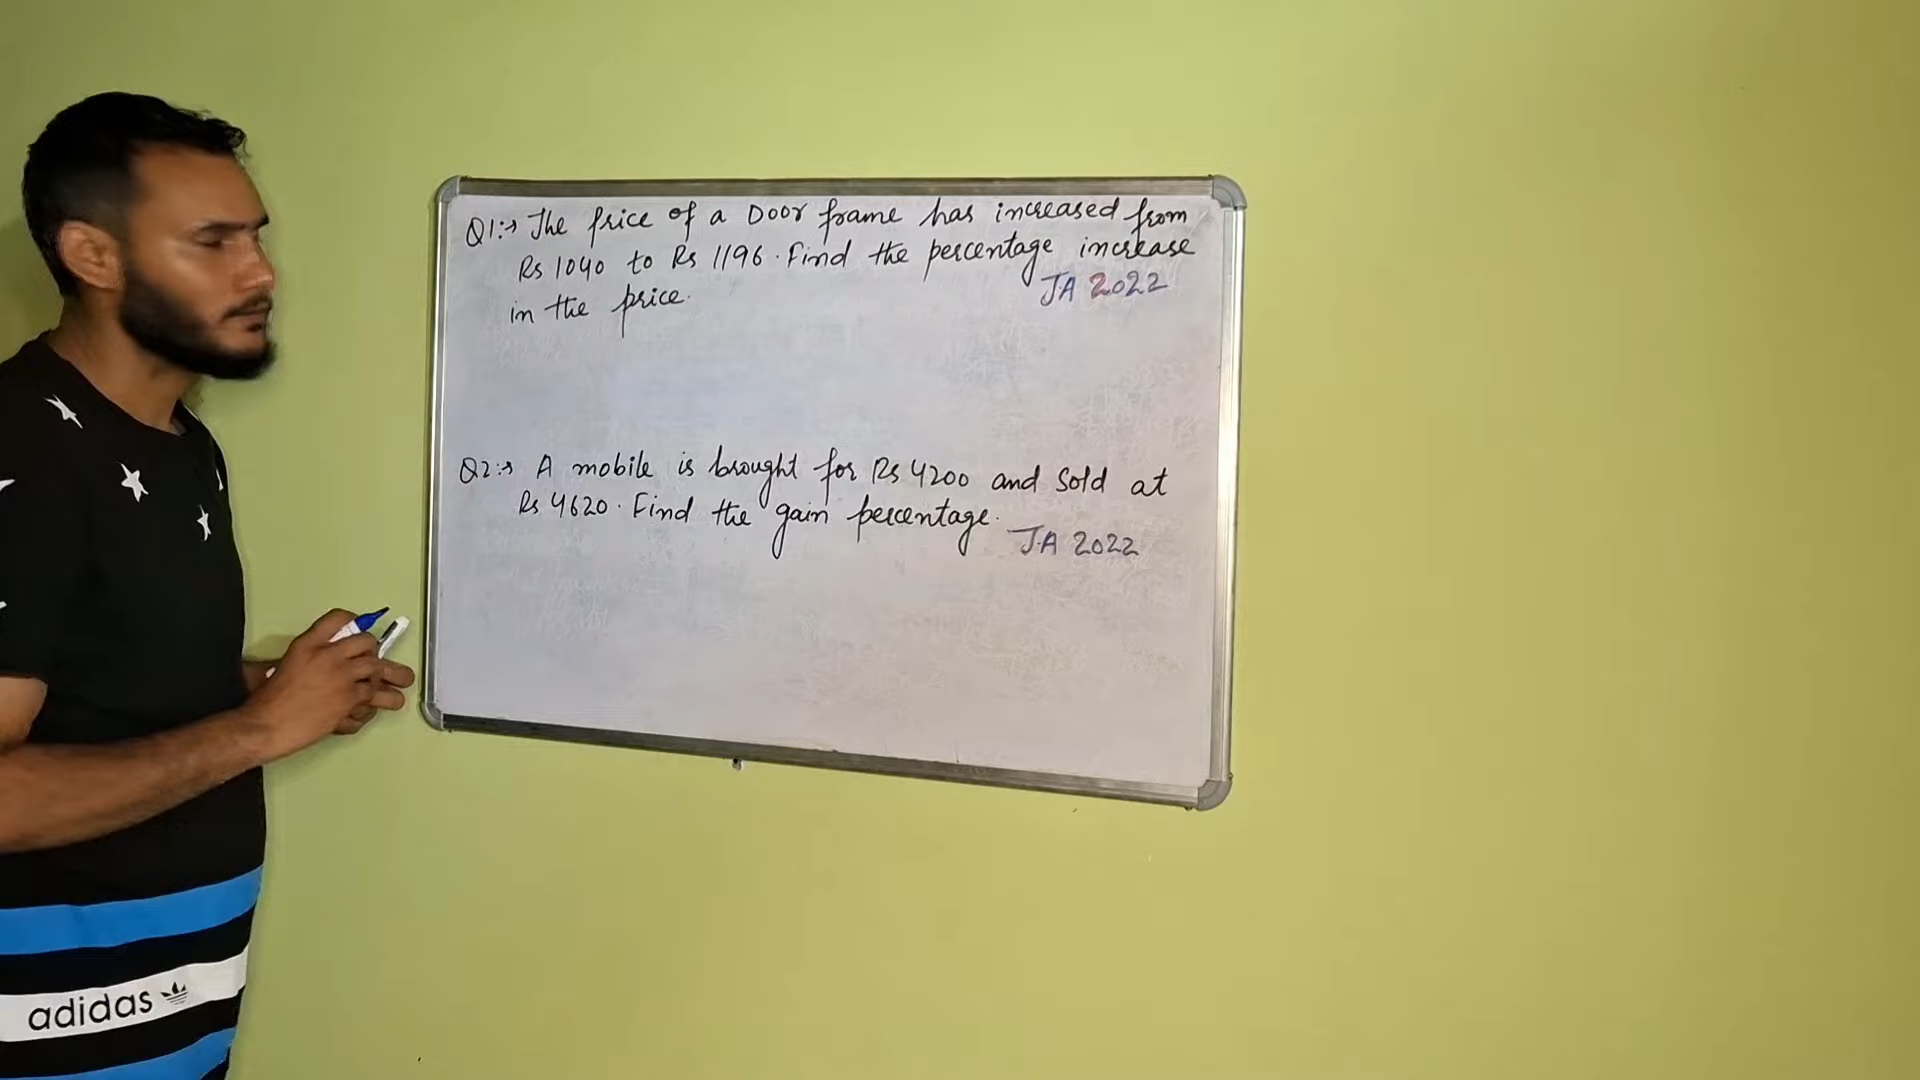 Q1:→ The price of a Door frame has increased from
Rs 1040 to Rs 1196. Find the percentage increase
in the price.
J.A 2022
Q2:→ A mobile is brought for Rs 4200 and Sold at
Rs 4620. Find the gain percentage.
J.A 2022
adidas